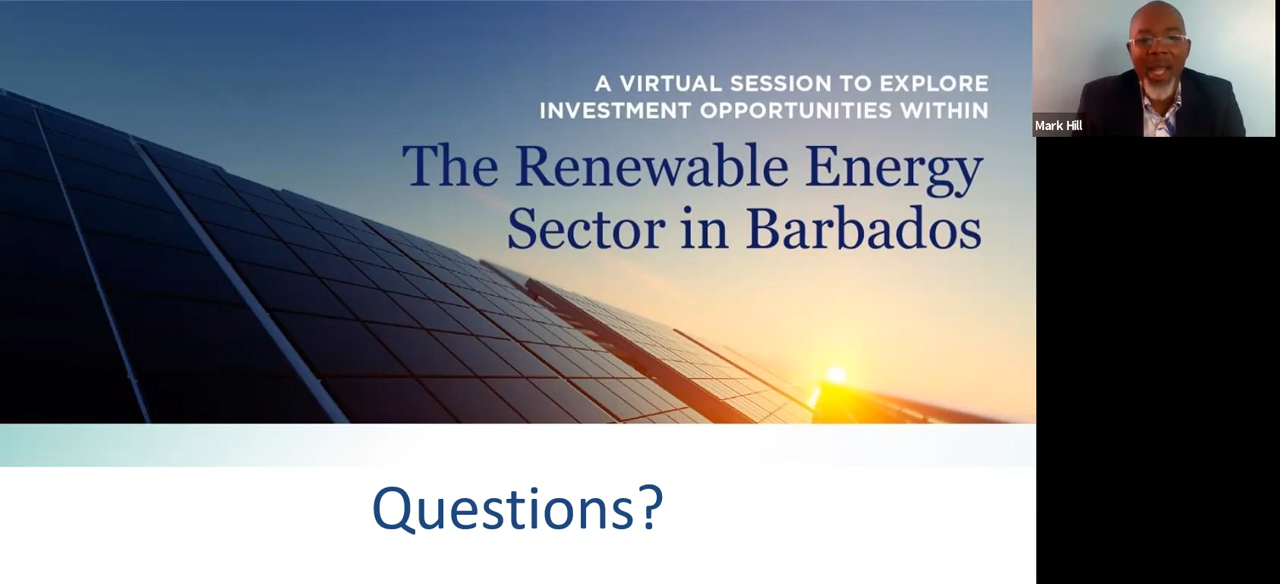 A VIRTUAL SESSION TO EXPLORE
INVESTMENT OPPORTUNITIES WITHIN
The Renewable Energy
Sector in Barbados
Mark Hill
Questions?